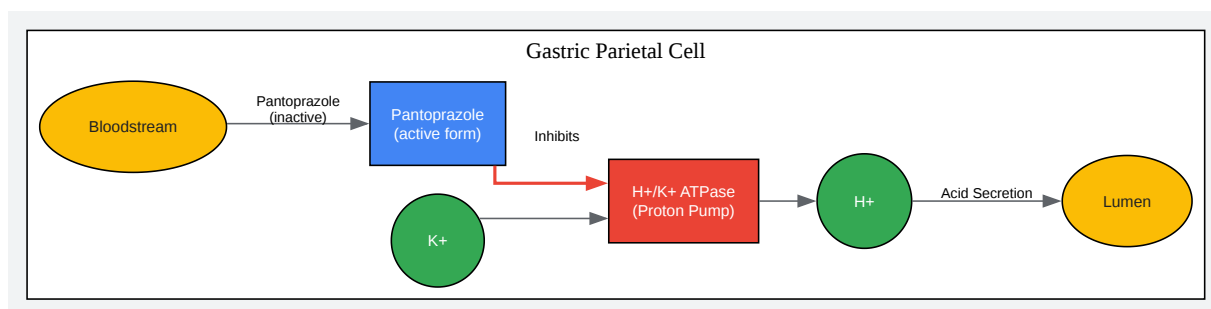 Gastric Parietal Cell
Bloodstream
Pantoprazole
(inactive)
Pantoprazole
(active form)
Inhibits
K+
H+/K+ ATPase
(Proton Pump)
H+
Acid Secretion
Lumen